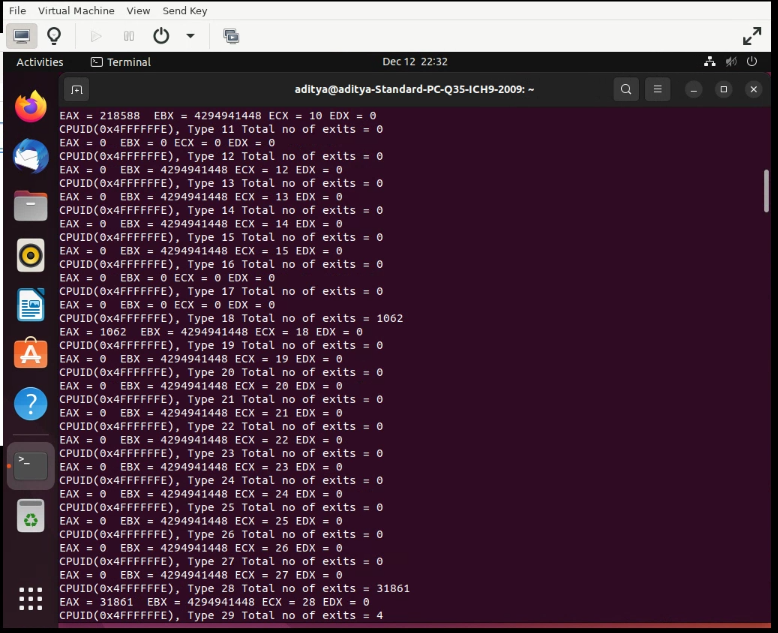 File Virtual Machine View Send Key
Activities Terminal Dec 12 22:32
aditya@aditya-Standard-PC-Q35-ICH9-2009: ~
EAX = 218588  EBX = 4294941448 ECX = 10 EDX = 0
CPUID(0x4FFFFFFE), Type 11 Total no of exits = 0
EAX = 0  EBX = 0 ECX = 0 EDX = 0
CPUID(0x4FFFFFFE), Type 12 Total no of exits = 0
EAX = 0  EBX = 4294941448 ECX = 12 EDX = 0
CPUID(0x4FFFFFFE), Type 13 Total no of exits = 0
EAX = 0  EBX = 4294941448 ECX = 13 EDX = 0
CPUID(0x4FFFFFFE), Type 14 Total no of exits = 0
EAX = 0  EBX = 4294941448 ECX = 14 EDX = 0
CPUID(0x4FFFFFFE), Type 15 Total no of exits = 0
EAX = 0  EBX = 4294941448 ECX = 15 EDX = 0
CPUID(0x4FFFFFFE), Type 16 Total no of exits = 0
EAX = 0  EBX = 0 ECX = 0 EDX = 0
CPUID(0x4FFFFFFE), Type 17 Total no of exits = 0
EAX = 0  EBX = 0 ECX = 0 EDX = 0
CPUID(0x4FFFFFFE), Type 18 Total no of exits = 1062
EAX = 1062  EBX = 4294941448 ECX = 18 EDX = 0
CPUID(0x4FFFFFFE), Type 19 Total no of exits = 0
EAX = 0  EBX = 4294941448 ECX = 19 EDX = 0
CPUID(0x4FFFFFFE), Type 20 Total no of exits = 0
EAX = 0  EBX = 4294941448 ECX = 20 EDX = 0
CPUID(0x4FFFFFFE), Type 21 Total no of exits = 0
EAX = 0  EBX = 4294941448 ECX = 21 EDX = 0
CPUID(0x4FFFFFFE), Type 22 Total no of exits = 0
EAX = 0  EBX = 4294941448 ECX = 22 EDX = 0
CPUID(0x4FFFFFFE), Type 23 Total no of exits = 0
EAX = 0  EBX = 4294941448 ECX = 23 EDX = 0
CPUID(0x4FFFFFFE), Type 24 Total no of exits = 0
EAX = 0  EBX = 4294941448 ECX = 24 EDX = 0
CPUID(0x4FFFFFFE), Type 25 Total no of exits = 0
EAX = 0  EBX = 4294941448 ECX = 25 EDX = 0
CPUID(0x4FFFFFFE), Type 26 Total no of exits = 0
EAX = 0  EBX = 4294941448 ECX = 26 EDX = 0
CPUID(0x4FFFFFFE), Type 27 Total no of exits = 0
EAX = 0  EBX = 4294941448 ECX = 27 EDX = 0
CPUID(0x4FFFFFFE), Type 28 Total no of exits = 31861
EAX = 31861  EBX = 4294941448 ECX = 28 EDX = 0
CPUID(0x4FFFFFFE), Type 29 Total no of exits = 4